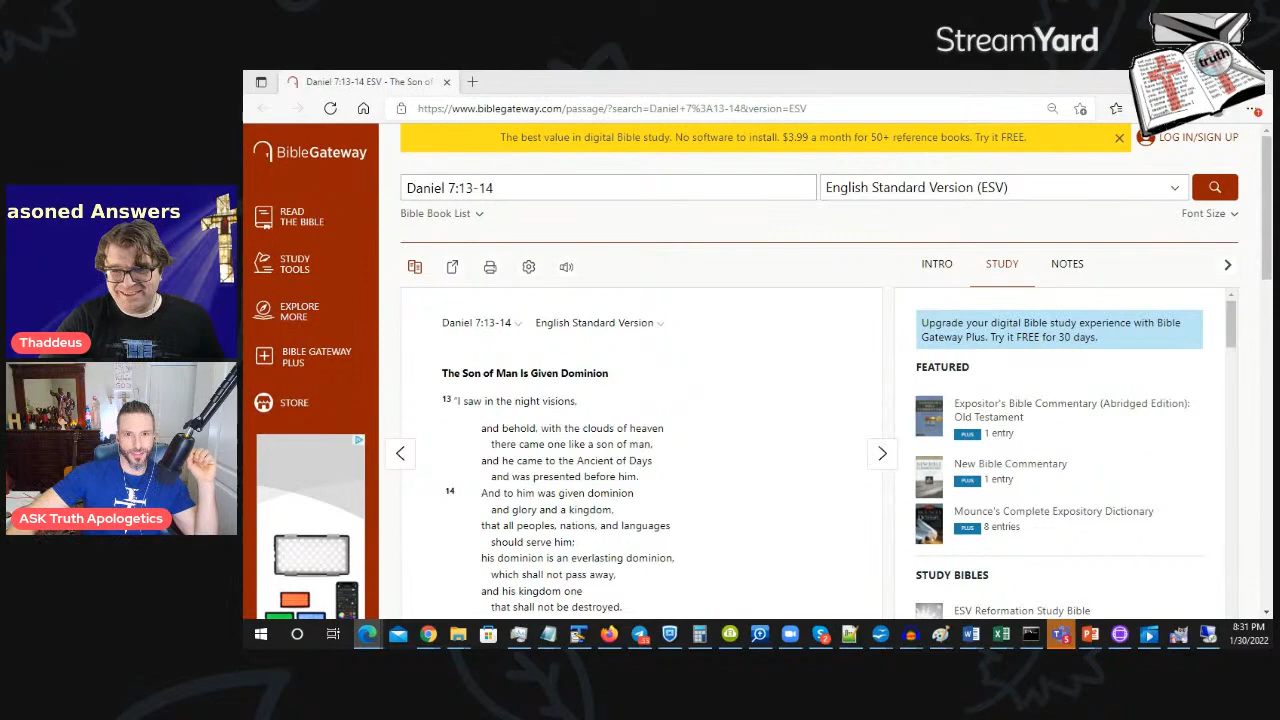 StreamYard
truth
Daniel 7:13-14 ESV - The Son of
https://www.biblegateway.com/passage/?search=Daniel+7%3A13-14&version=ESV
BibleGateway
The best value in digital Bible study. No software to install. $3.99 a month for 50+ reference books. Try it FREE.
LOG IN/SIGN UP
Daniel 7:13-14
English Standard Version (ESV)
Bible Book List
Font Size
READ
THE BIBLE
STUDY
TOOLS
EXPLORE
MORE
BIBLE GATEWAY
PLUS
STORE
INTRO
STUDY
NOTES
Daniel 7:13-14
English Standard Version
The Son of Man Is Given Dominion
13 "I saw in the night visions,
and behold, with the clouds of heaven
there came one like a son of man,
and he came to the Ancient of Days
and was presented before him.
14 And to him was given dominion
and glory and a kingdom,
that all peoples, nations, and languages
should serve him;
his dominion is an everlasting dominion,
which shall not pass away,
and his kingdom one
that shall not be destroyed.
Upgrade your digital Bible study experience with Bible
Gateway Plus. Try it FREE for 30 days.
FEATURED
Expositor's Bible Commentary (Abridged Edition):
Old Testament
PLUS 1 entry
New Bible Commentary
PLUS 1 entry
Mounce's Complete Expository Dictionary
PLUS 8 entries
STUDY BIBLES
ESV Reformation Study Bible
asoned Answers
Thaddeus
ASK Truth Apologetics
8:31 PM
1/30/2022